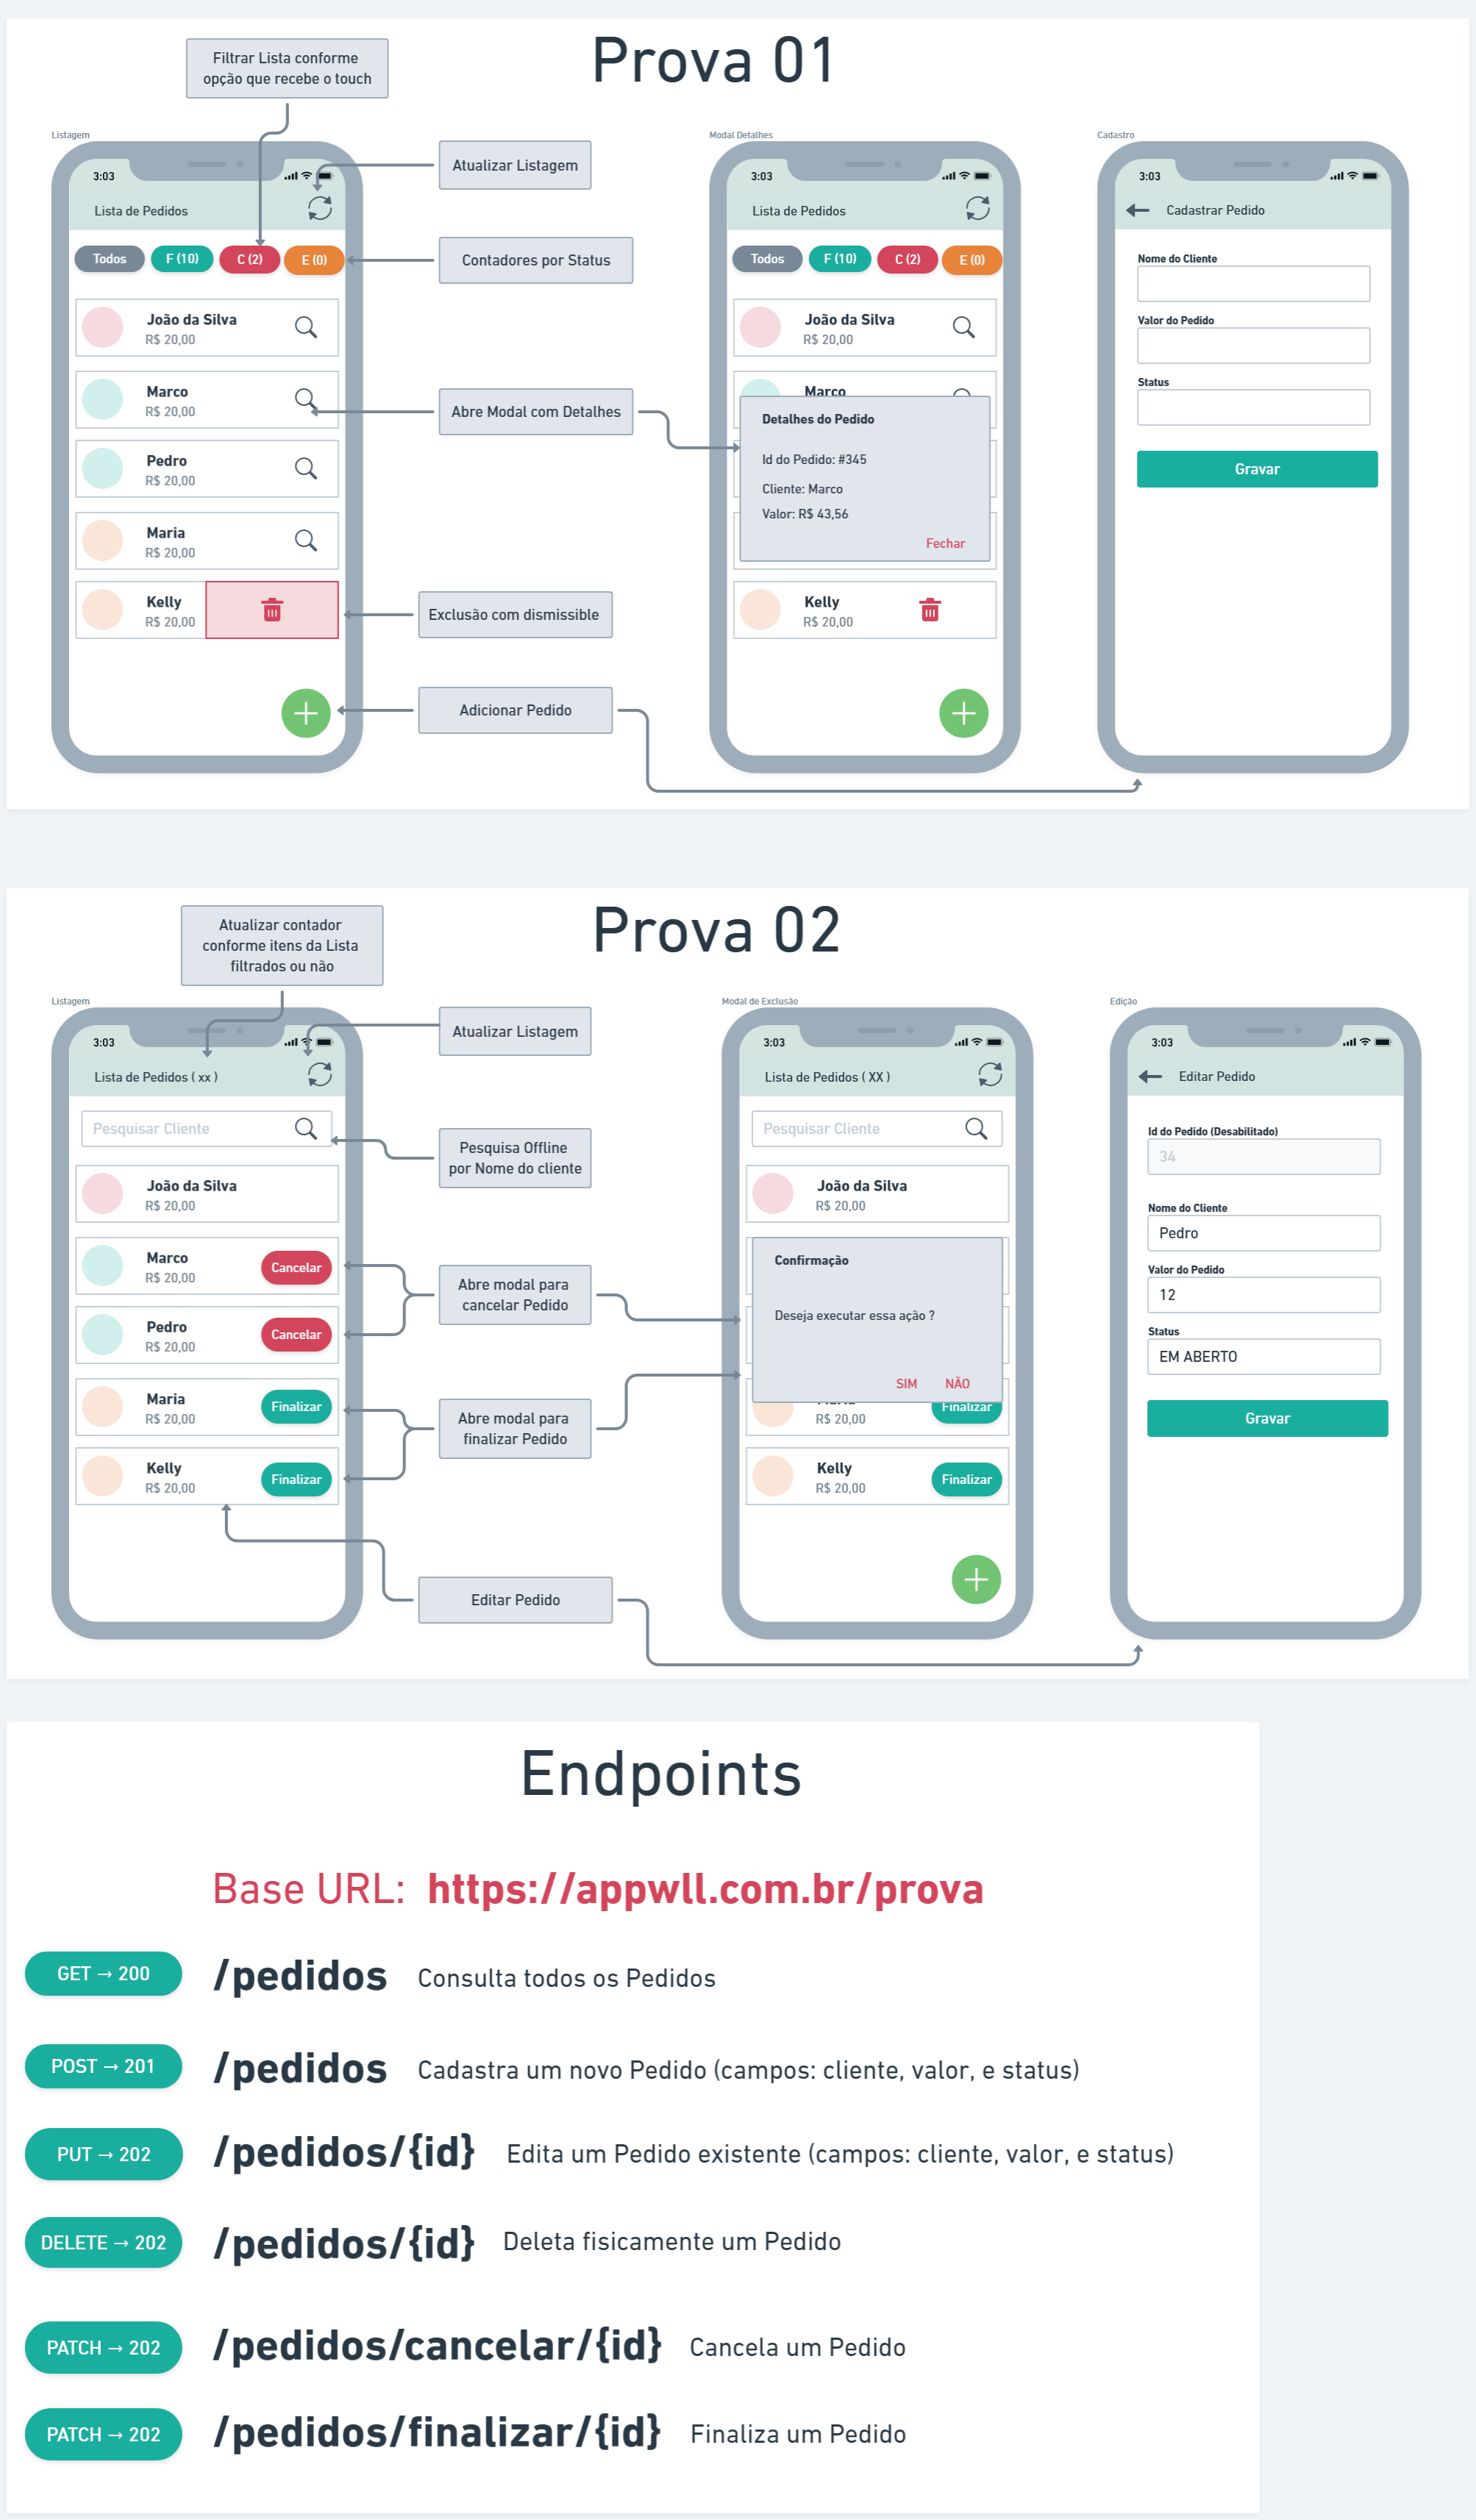 Prova 01
Filtrar Lista conforme
opção que recebe o touch
Listagem
3:03
Lista de Pedidos
Todos
F (10)
C (2)
E (0)
João da Silva
R$ 20,00
Marco
R$ 20,00
Pedro
R$ 20,00
Maria
R$ 20,00
Kelly
R$ 20,00
Atualizar Listagem
Contadores por Status
Abre Modal com Detalhes
Exclusão com dismissible
Adicionar Pedido
Modal Detalhes
3:03
Lista de Pedidos
Todos
F (10)
C (2)
E (0)
João da Silva
R$ 20,00
Marco
Detalhes do Pedido
Id do Pedido: #345
Cliente: Marco
Valor: R$ 43,56
Fechar
Kelly
R$ 20,00
Cadastro
3:03
Cadastrar Pedido
Nome do Cliente
Valor do Pedido
Status
Gravar
Prova 02
Atualizar contador
conforme itens da Lista
filtrados ou não
Listagem
3:03
Lista de Pedidos ( xx )
Pesquisar Cliente
João da Silva
R$ 20,00
Marco
R$ 20,00
Cancelar
Pedro
R$ 20,00
Cancelar
Maria
R$ 20,00
Finalizar
Kelly
R$ 20,00
Finalizar
Atualizar Listagem
Pesquisa Offline
por Nome do cliente
Abre modal para
cancelar Pedido
Abre modal para
finalizar Pedido
Editar Pedido
Modal de Exclusão
3:03
Lista de Pedidos ( XX )
Pesquisar Cliente
João da Silva
R$ 20,00
Confirmação
Deseja executar essa ação ?
SIM
NÃO
Maria
R$ 20,00
Finalizar
Kelly
R$ 20,00
Finalizar
Edição
3:03
Editar Pedido
Id do Pedido (Desabilitado)
34
Nome do Cliente
Pedro
Valor do Pedido
12
Status
EM ABERTO
Gravar
Endpoints
Base URL: https://appwll.com.br/prova
GET → 200 /pedidos Consulta todos os Pedidos
POST → 201 /pedidos Cadastra um novo Pedido (campos: cliente, valor, e status)
PUT → 202 /pedidos/{id} Edita um Pedido existente (campos: cliente, valor, e status)
DELETE → 202 /pedidos/{id} Deleta fisicamente um Pedido
PATCH → 202 /pedidos/cancelar/{id} Cancela um Pedido
PATCH → 202 /pedidos/finalizar/{id} Finaliza um Pedido